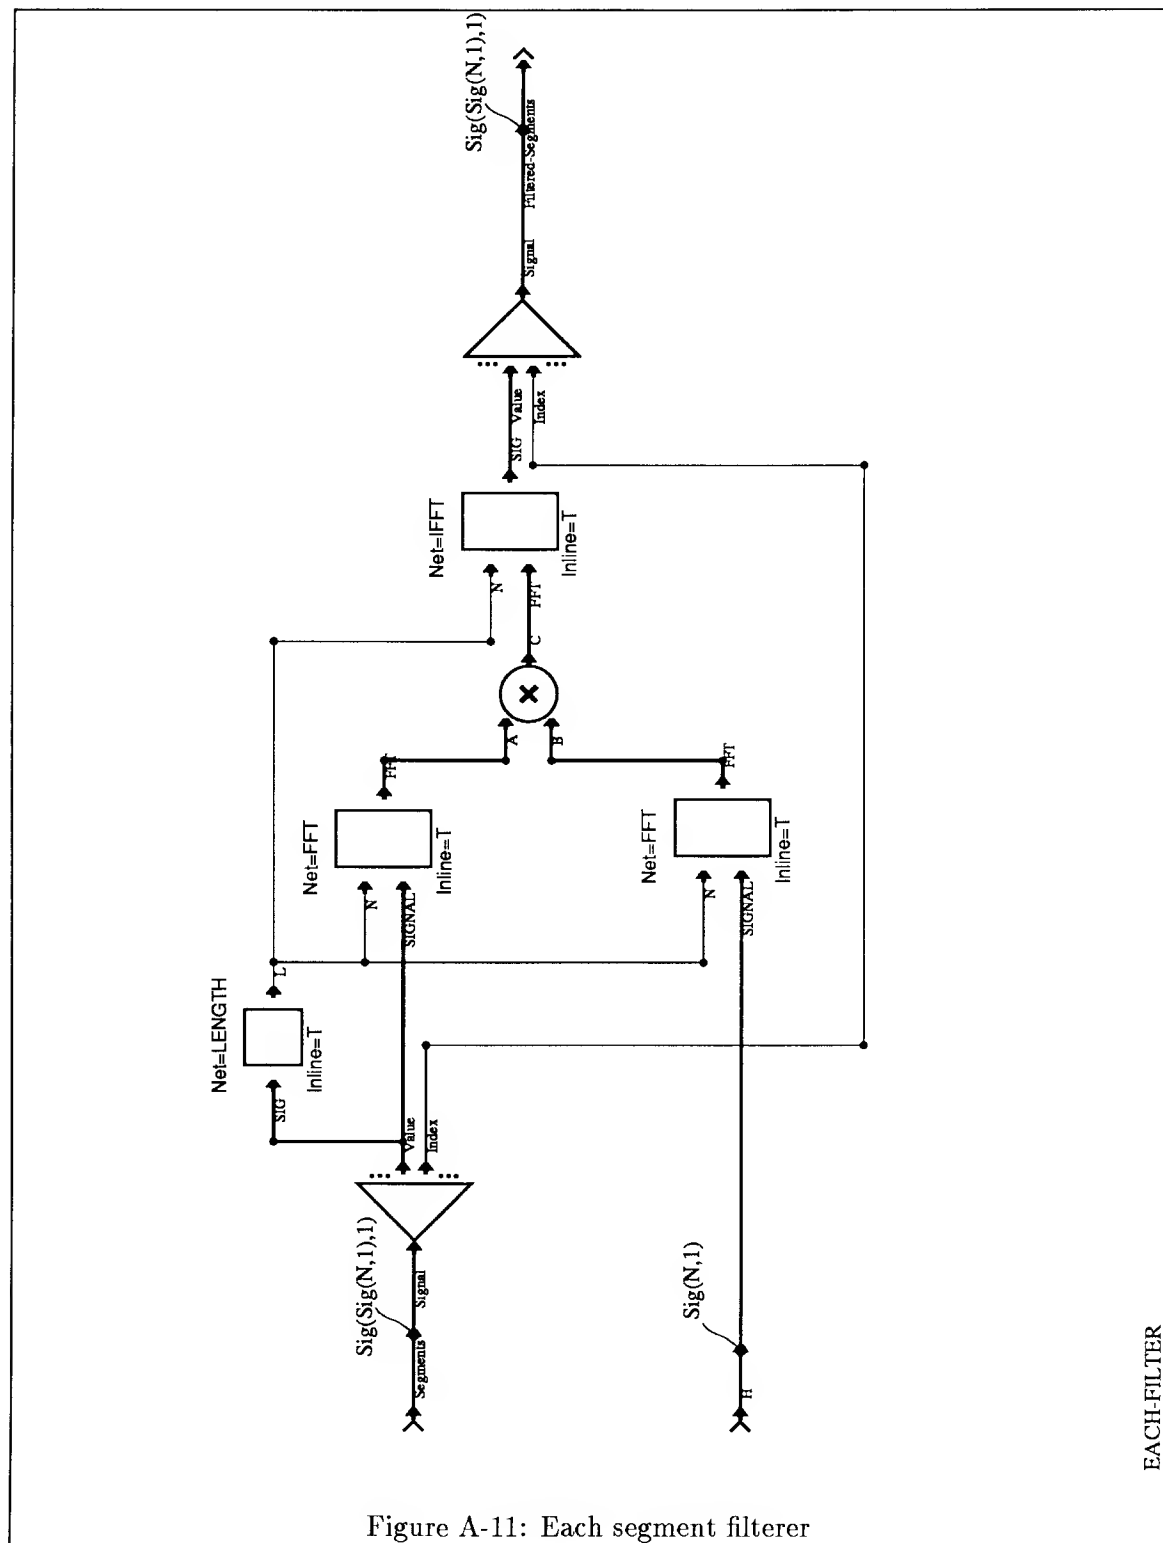 Sig(Sig(N,1),1)
Filtered-Segments
Signal
Value
Index
SIG
Net=IFFT
Inline=T
N
FFT
C
A
B
FFT
FFT
Net=FFT
Inline=T
Net=FFT
Inline=T
N
SIGNAL
N
SIGNAL
L
Net=LENGTH
Inline=T
SIG
Value
Index
Sig(Sig(N,1),1)
Signal
Segments
Sig(N,1)
H
EACH-FILTER
Figure A-11: Each segment filterer